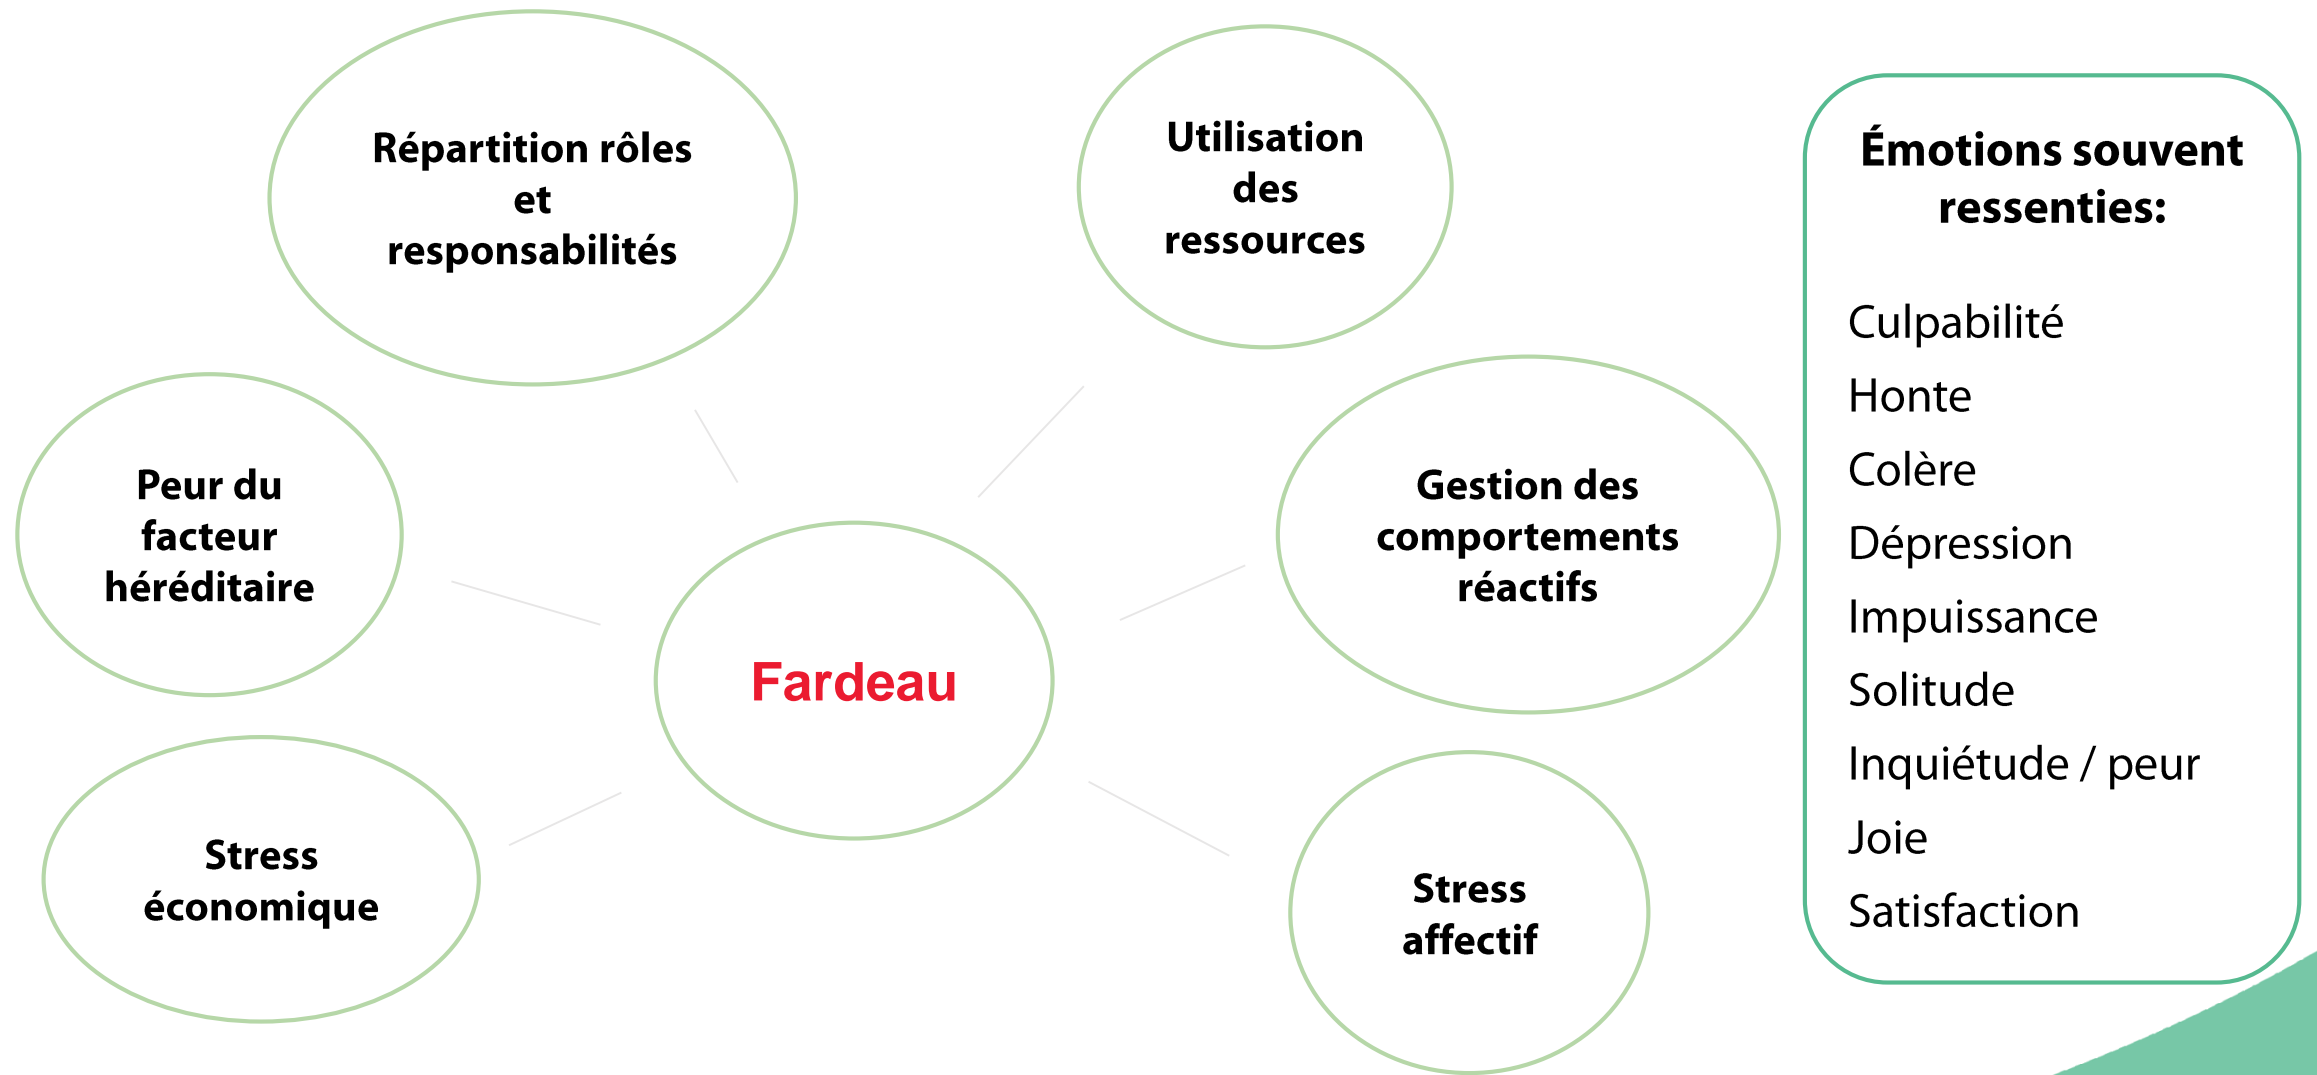 Répartition rôles
et
responsabilités
Utilisation
des
ressources
Peur du
facteur
héréditaire
Gestion des
comportements
réactifs
Fardeau
Stress
économique
Stress
affectif
Émotions souvent
ressenties:
Culpabilité
Honte
Colère
Dépression
Impuissance
Solitude
Inquiétude / peur
Joie
Satisfaction